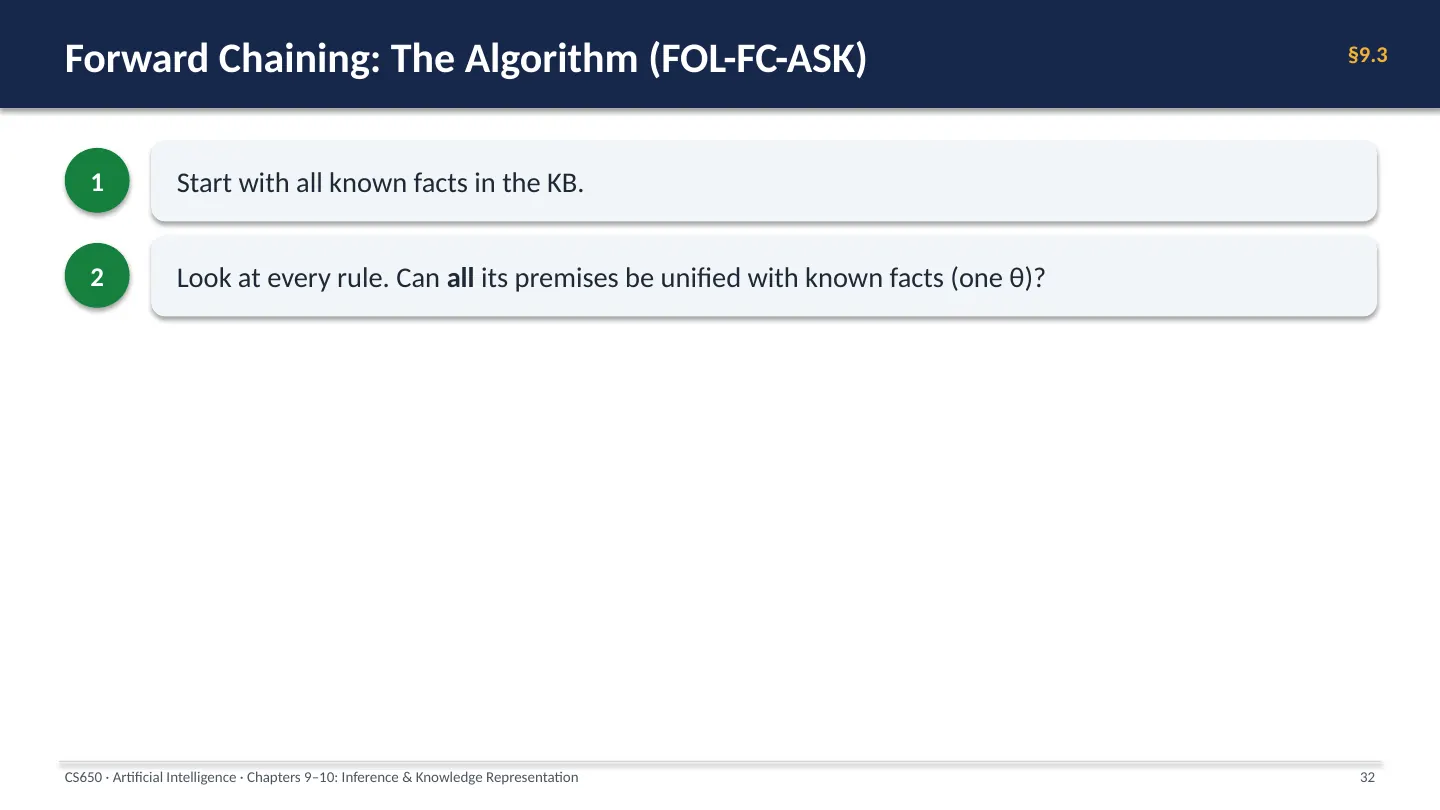 Forward Chaining: The Algorithm (FOL-FC-ASK)
§9.3
1
Start with all known facts in the KB.
2
Look at every rule. Can all its premises be unified with known facts (one θ)?
CS650 · Artificial Intelligence · Chapters 9–10: Inference & Knowledge Representation
32